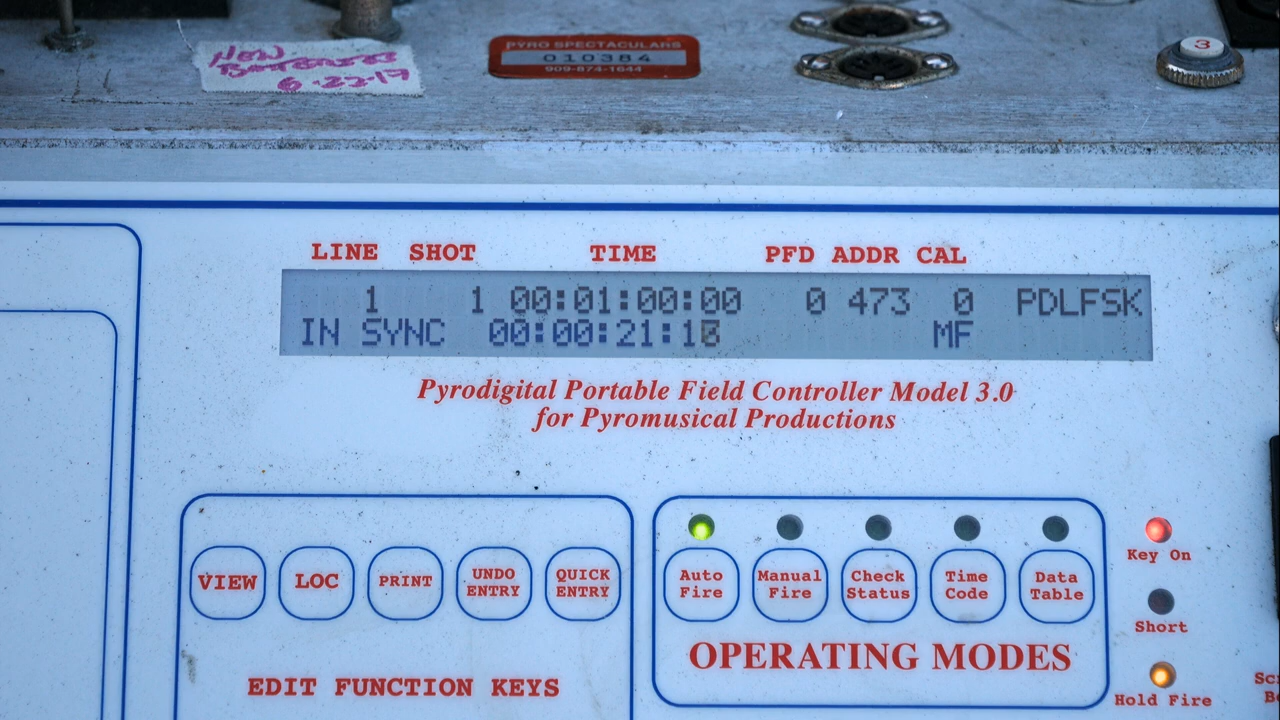 New
Batteries
6-22-17
PYRO SPECTACULARS
010384
909-874-1644
3
LINE SHOT TIME PFD ADDR CAL
1 1 00:01:00:00 0 473 0 PDLFSK
IN SYNC 00:00:21:1 MF
Pyrodigital Portable Field Controller Model 3.0
for Pyromusical Productions
VIEW
LOC
PRINT
UNDO
ENTRY
QUICK
ENTRY
EDIT FUNCTION KEYS
Auto
Fire
Manual
Fire
Check
Status
Time
Code
Data
Table
OPERATING MODES
Key On
Short
Hold Fire